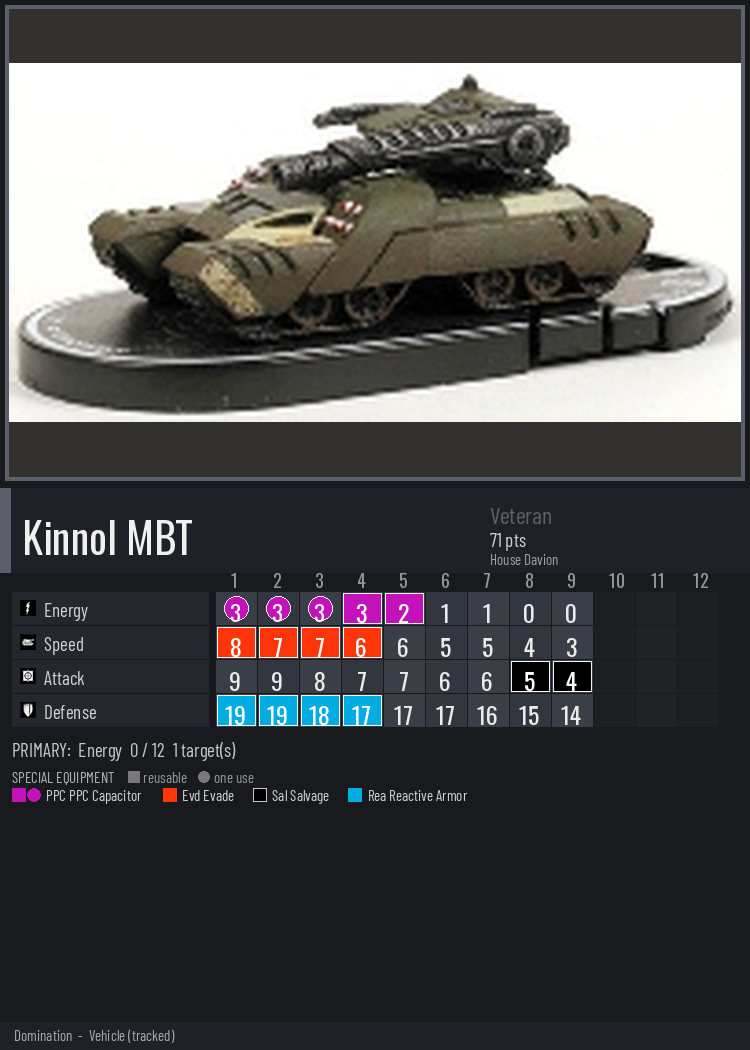 Kinnol MBT
Veteran
71 pts
House Davion
1 2 3 4 5 6 7 8 9 10 11 12
Energy 3 3 3 3 2 1 1 0 0
Speed 8 7 7 6 6 5 5 4 3
Attack 9 9 8 7 7 6 6 5 4
Defense 19 19 18 17 17 17 16 15 14
PRIMARY: Energy 0 / 12 1 target(s)
SPECIAL EQUIPMENT reusable one use
PPC PPC Capacitor Evd Evade Sal Salvage Rea Reactive Armor
Domination - Vehicle (tracked)